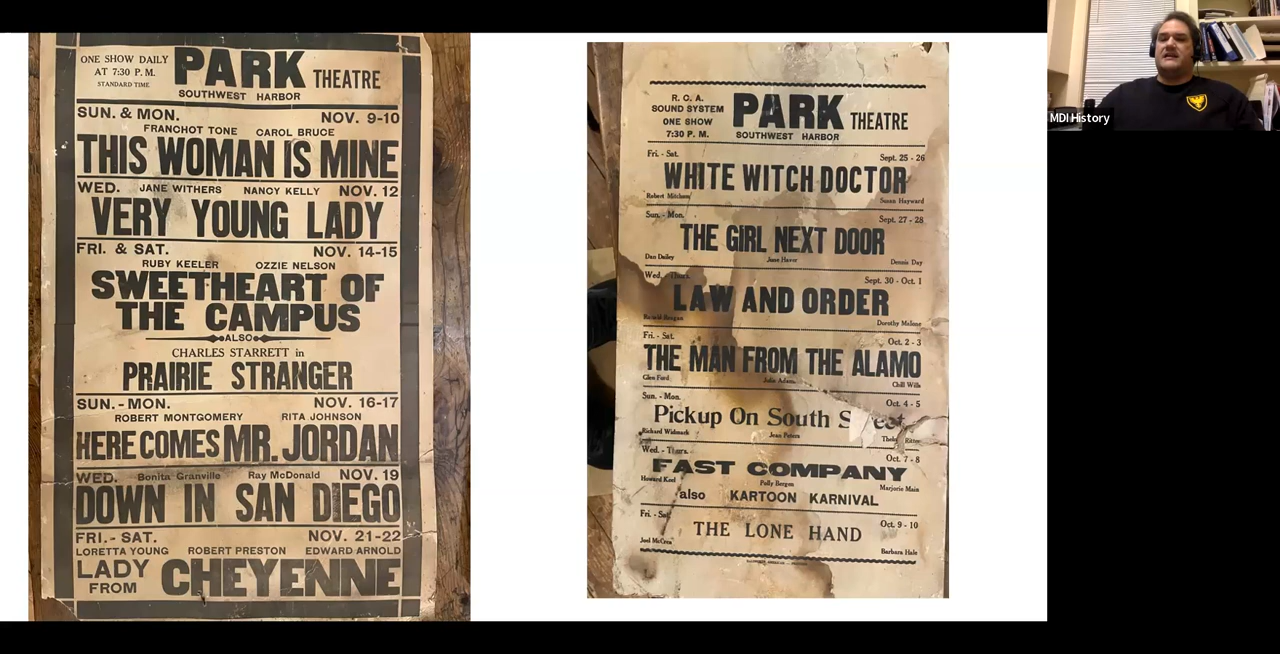 ONE SHOW DAILY
AT 7:30 P. M.
STANDARD TIME
PARK THEATRE
SOUTHWEST HARBOR
SUN. & MON. NOV. 9-10
FRANCHOT TONE CAROL BRUCE
THIS WOMAN IS MINE
WED. JANE WITHERS NANCY KELLY NOV. 12
VERY YOUNG LADY
FRI. & SAT. NOV. 14-15
RUBY KEELER OZZIE NELSON
SWEETHEART OF
THE CAMPUS
ALSO
CHARLES STARRETT in
PRAIRIE STRANGER
SUN. - MON. NOV. 16-17
ROBERT MONTGOMERY RITA JOHNSON
HERE COMES MR. JORDAN
WED. Bonita Granville Ray McDonald NOV. 19
DOWN IN SAN DIEGO
FRI. - SAT. NOV. 21-22
LORETTA YOUNG ROBERT PRESTON EDWARD ARNOLD
LADY
FROM CHEYENNE
R. C. A.
SOUND SYSTEM
ONE SHOW
7:30 P. M.
PARK THEATRE
SOUTHWEST HARBOR
Fri. - Sat. Sept. 25 - 26
WHITE WITCH DOCTOR
Robert Mitchum Susan Hayward
Sun. - Mon. Sept. 27 - 28
THE GIRL NEXT DOOR
Dan Dailey June Haver Dennis Day
Wed. - Thurs. Sept. 30 - Oct. 1
LAW AND ORDER
Ronald Reagan Dorothy Malone
Fri. - Sat. Oct. 2 - 3
THE MAN FROM THE ALAMO
Glen Ford Julia Adams Chill Wills
Sun. - Mon. Oct. 4 - 5
Pickup On South S eet
Richard Widmark Jean Peters Ritter
Wed. - Thurs. Oct. 7 - 8
FAST COMPANY
Howard Keel Polly Bergen Marjorie Main
also KARTOON KARNIVAL
Fri. - Sat. Oct. 9 - 10
THE LONE HAND
Joel McCrea Barbara Hale
MDI History